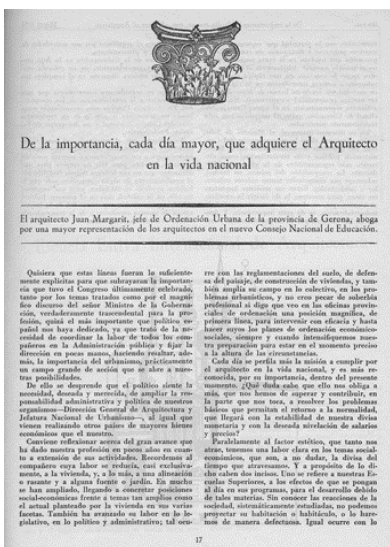 De la importancia, cada día mayor, que adquiere el Arquitecto
en la vida nacional
El arquitecto Juan Margarit, jefe de Ordenación Urbana de la provincia de Gerona, aboga
por una mayor representación de los arquitectos en el nuevo Consejo Nacional de Educación.
Quisiera que estas líneas fueran lo suficiente-
mente explícitas para que subrayaran la importan-
cia que tuvo el Congreso últimamente celebrado,
tanto por los temas tratados como por el magní-
fico discurso del señor Ministro de la Goberna-
ción, verdaderamente trascendental para la pro-
fesión, quizá el más importante que político es-
pañol nos haya dedicado, ya que trató de la ne-
cesidad de coordinar la labor de todos los com-
pañeros en la Administración pública y fijar la
dirección en pocas manos, haciendo resaltar, ade-
más, la importancia del urbanismo, prácticamente
un campo grande de acción que se abre a nues-
tras posibilidades.
De ello se desprende que el político siente la
necesidad, deseada y merecida, de ampliar la res-
ponsabilidad administrativa y política de nuestros
organismos—Dirección General de Arquitectura y
Jefatura Nacional de Urbanismo—, al igual que
vienen realizando otros países de mayores bienes
económicos que el nuestro.
Conviene reflexionar acerca del gran avance que
ha dado nuestra profesión en pocos años en cuan-
to a extensión de sus actividades. Recordemos al
compañero cuya labor se reducía, casi exclusiva-
mente, a la vivienda, y, a lo más, a una alineación
o rasante y a alguna fuente o jardín. En mucho
se han ampliado, llegando a concretar posiciones
social-económicas frente a temas tan amplios como
el actual planteado por la vivienda en sus varias
facetas. También ha avanzado su labor en lo le-
gislativo, en lo político y administrativo; tal ocu-
rre con las reglamentaciones del suelo, de defen-
sa del paisaje, de construcción de viviendas, y tam-
bién amplía su campo en lo colectivo, en los pro-
blemas urbanísticos, y no creo pecar de soberbia
profesional si digo que veo en las oficinas provin-
ciales de ordenación una posición magnífica, de
primera línea, para intervenir con eficacia y hasta
hacer suyos los planes de ordenación económico-
sociales, siempre y cuando intensifiquemos nues-
tra preparación para estar en el momento preciso
a la altura de las circunstancias.
Cada día se perfila más la misión a cumplir por
el arquitecto en la vida nacional, y es más re-
conocida, por su importancia, dentro del presente
momento. ¿Qué duda cabe que ello nos obliga a
más, que nos hemos de superar y contribuir, en
la parte que nos toca, a resolver los problemas
básicos que permitan el retorno a la normalidad,
que llegará con la estabilidad de nuestra divisa
monetaria y con la deseada nivelación de salarios
y precios?
Paralelamente al factor estético, que tanto nos
atrae, tenemos una labor clara en los temas social-
económicos, que son, a no dudar, la divisa del
tiempo que atravesamos. Y a propósito de lo di-
cho caben dos incisos. Uno se refiere a nuestras Es-
cuelas Superiores, a los efectos de que se pongan
al día en sus programas, para el desarrollo debido
de tales materias. Sin conocer las reacciones de la
sociedad, sistemáticamente estudiadas, no podemos
proyectar su habitación o habitáculo, o lo hare-
mos de manera defectuosa. Igual ocurre con lo
17